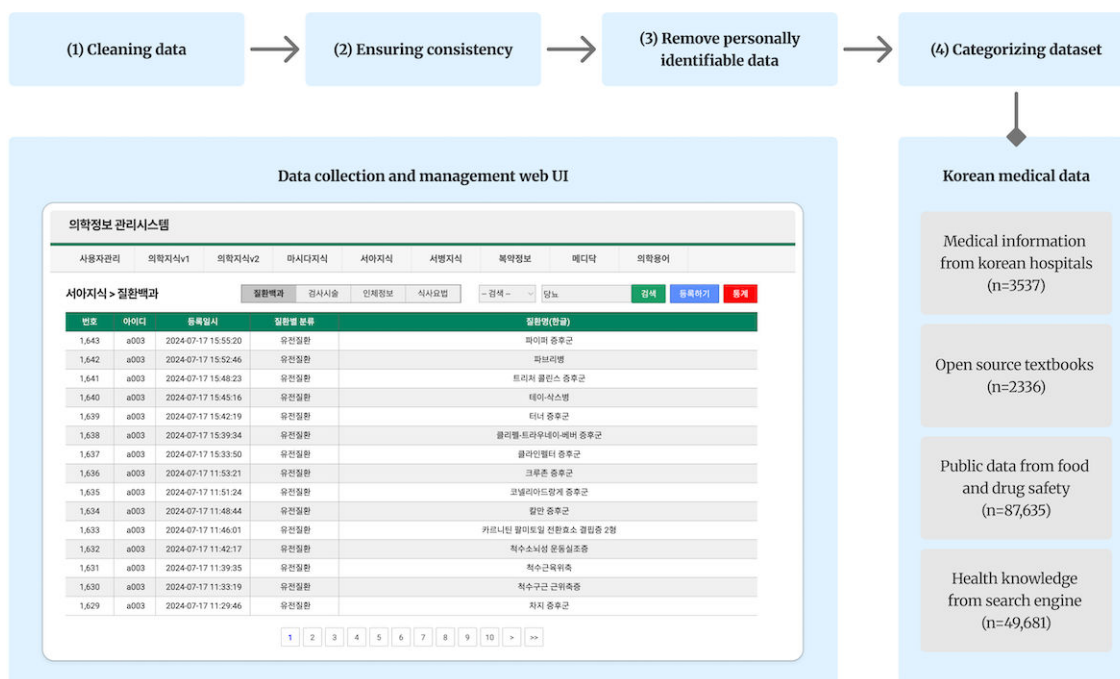 (1) Cleaning data
(2) Ensuring consistency
(3) Remove personally
identifiable data
(4) Categorizing dataset
Data collection and management web UI
의학정보 관리시스템
사용자관리 의학지식v1 의학지식v2 마시다지식 서아지식 서병지식 복약정보 메디닥 의학용어
서아지식 > 질환백과 질환백과 검사시술 인체정보 식사요법 – 검색 – 당뇨 검색 등록하기 통계
번호 아이디 등록일시 질환별 분류 질환명(한글)
1,643 a003 2024-07-17 15:55:20 유전질환 파이퍼 증후군
1,642 a003 2024-07-17 15:52:46 유전질환 파브리병
1,641 a003 2024-07-17 15:48:23 유전질환 트리처 콜린스 증후군
1,640 a003 2024-07-17 15:45:16 유전질환 테이-삭스병
1,639 a003 2024-07-17 15:42:19 유전질환 터너 증후군
1,638 a003 2024-07-17 15:39:34 유전질환 클리펠-트라우네이-베버 증후군
1,637 a003 2024-07-17 15:33:50 유전질환 클라인펠터 증후군
1,636 a003 2024-07-17 11:53:21 유전질환 크루존 증후군
1,635 a003 2024-07-17 11:51:24 유전질환 코넬리아드랑게 증후군
1,634 a003 2024-07-17 11:48:44 유전질환 칼만 증후군
1,633 a003 2024-07-17 11:46:01 유전질환 카르니틴 팔미토일 전환효소 결핍증 2형
1,632 a003 2024-07-17 11:42:17 유전질환 척수소뇌성 운동실조증
1,631 a003 2024-07-17 11:39:35 유전질환 척수근육위축
1,630 a003 2024-07-17 11:33:19 유전질환 척수구근 근위축증
1,629 a003 2024-07-17 11:29:46 유전질환 차지 증후군
1 2 3 4 5 6 7 8 9 10 > >>
Korean medical data
Medical information
from korean hospitals
(n=3537)
Open source textbooks
(n=2336)
Public data from food
and drug safety
(n=87,635)
Health knowledge
from search engine
(n=49,681)